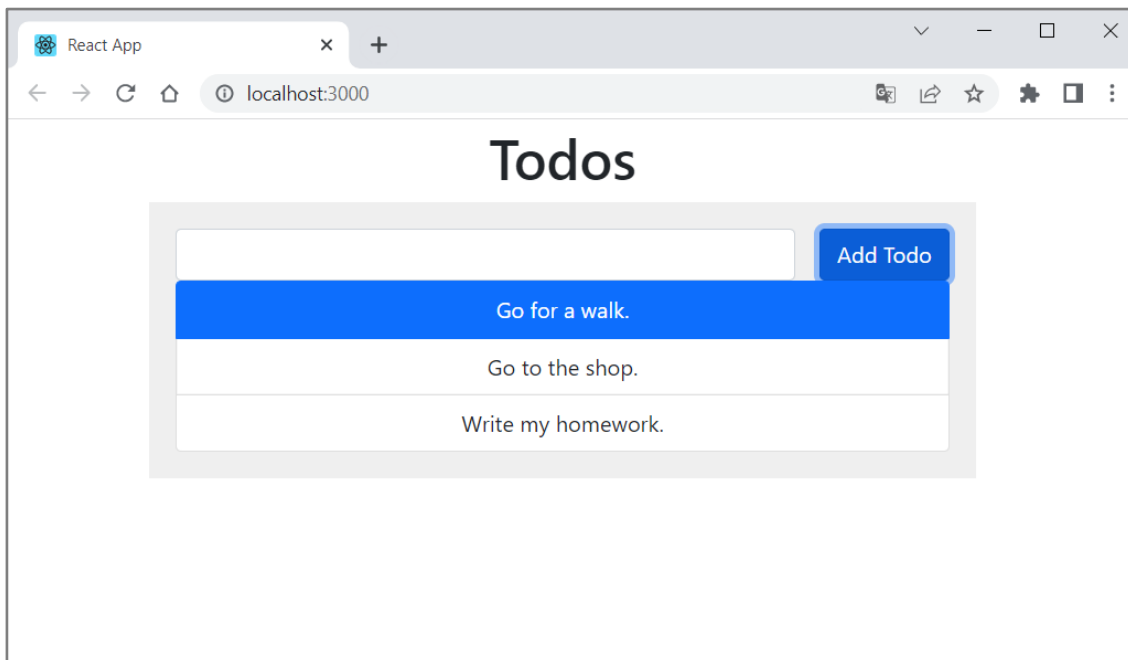 React App
localhost:3000
Todos
Add Todo
Go for a walk.
Go to the shop.
Write my homework.